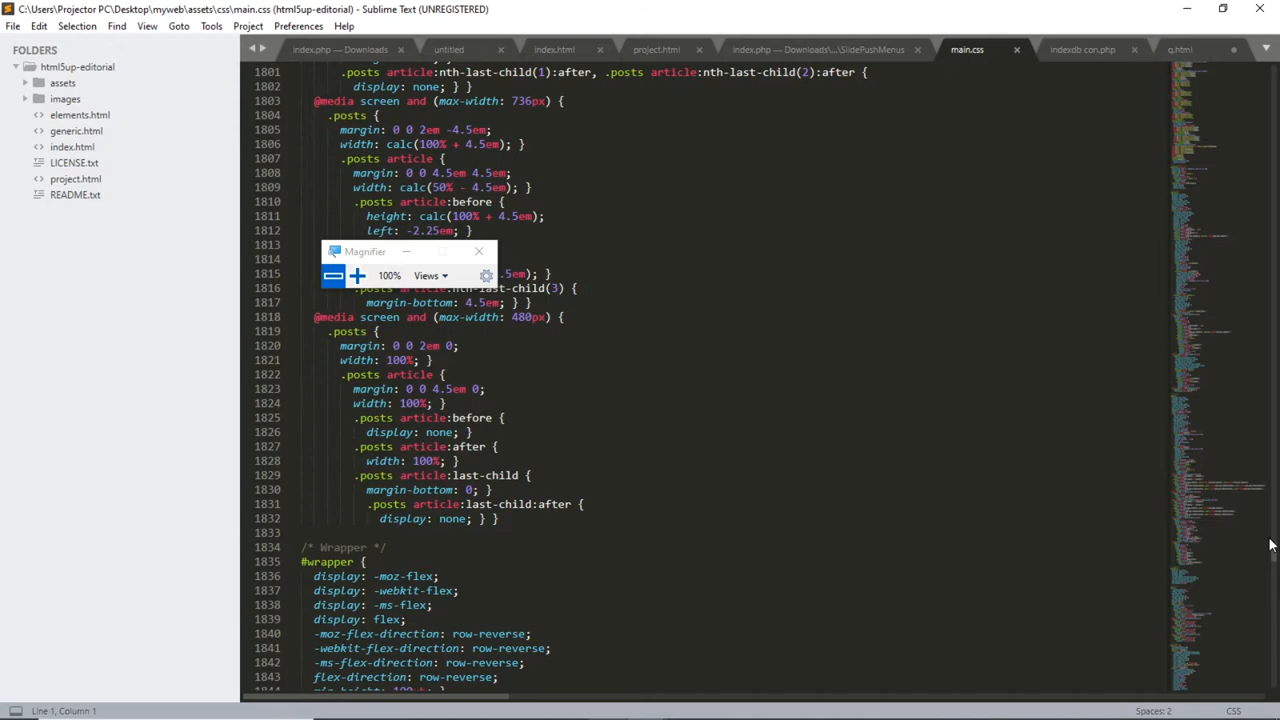 C:\Users\Projector PC\Desktop\myweb\assets\css\main.css (html5up-editorial) - Sublime Text (UNREGISTERED)
File Edit Selection Find View Goto Tools Project Preferences Help
FOLDERS
html5up-editorial
assets
images
elements.html
generic.html
index.html
LICENSE.txt
project.html
README.txt
index.php — Downloads untitled index.html project.html index.php — Downloads\...\SlidePushMenus main.css indexdb con.php q.html
1801 .posts article:nth-last-child(1):after, .posts article:nth-last-child(2):after {
1802 display: none; } }
1803 @media screen and (max-width: 736px) {
1804 .posts {
1805 margin: 0 0 2em -4.5em;
1806 width: calc(100% + 4.5em); }
1807 .posts article {
1808 margin: 0 0 4.5em 4.5em;
1809 width: calc(50% - 4.5em); }
1810 .posts article:before {
1811 height: calc(100% + 4.5em);
1812 left: -2.25em; }
1813
1814
1815 .5em); }
1816 .posts article:nth-last-child(3) {
1817 margin-bottom: 4.5em; } }
1818 @media screen and (max-width: 480px) {
1819 .posts {
1820 margin: 0 0 2em 0;
1821 width: 100%; }
1822 .posts article {
1823 margin: 0 0 4.5em 0;
1824 width: 100%; }
1825 .posts article:before {
1826 display: none; }
1827 .posts article:after {
1828 width: 100%; }
1829 .posts article:last-child {
1830 margin-bottom: 0; }
1831 .posts article:last-child:after {
1832 display: none; } }
1833
1834 /* Wrapper */
1835 #wrapper {
1836 display: -moz-flex;
1837 display: -webkit-flex;
1838 display: -ms-flex;
1839 display: flex;
1840 -moz-flex-direction: row-reverse;
1841 -webkit-flex-direction: row-reverse;
1842 -ms-flex-direction: row-reverse;
1843 flex-direction: row-reverse;
1844 min-height: 100vh; }
Magnifier
100% Views
Line 1, Column 1 Spaces: 2 CSS